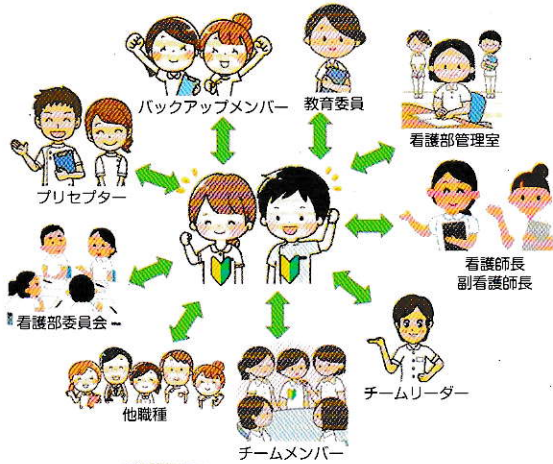 バックアップメンバー
教育委員
看護部管理室
プリセプター
看護師長
副看護師長
看護部委員会
チームリーダー
他職種
チームメンバー